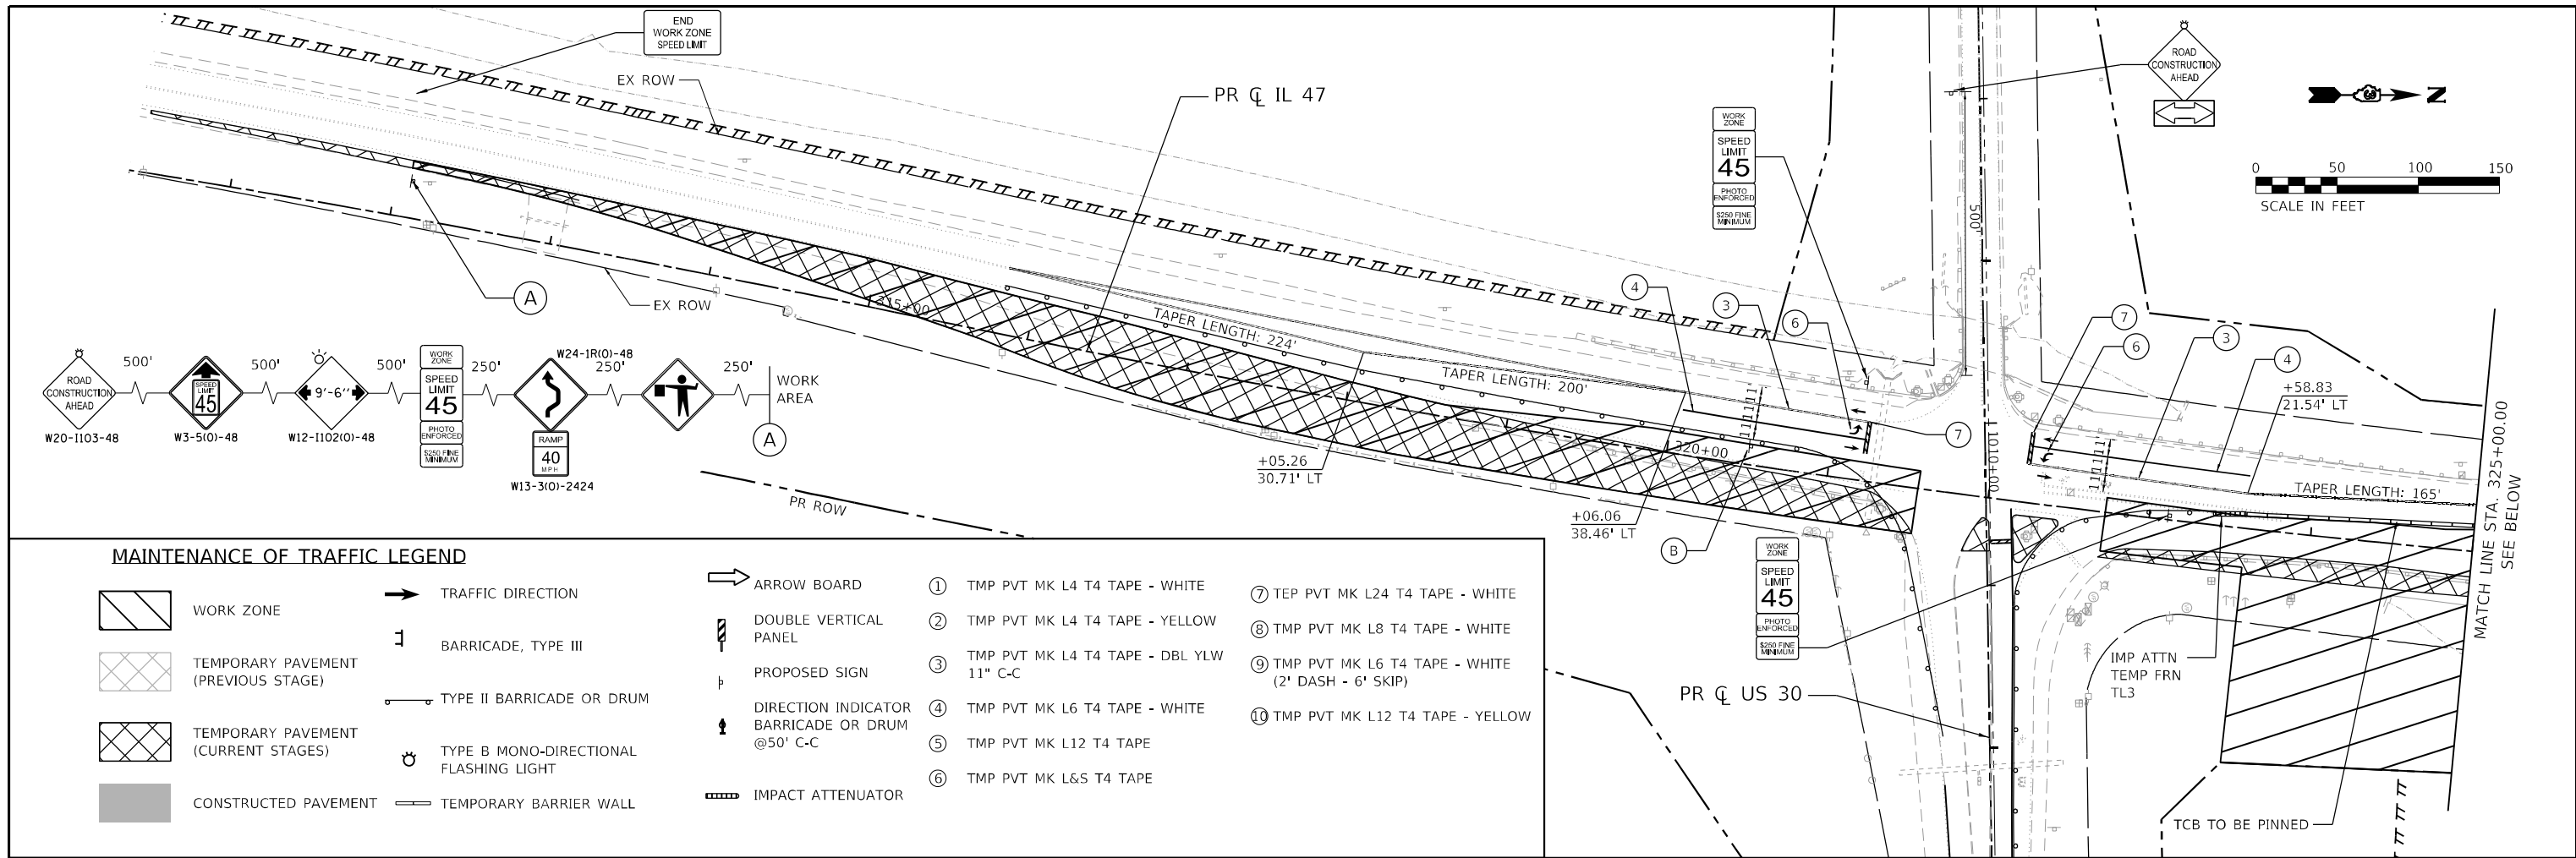 END
WORK ZONE
SPEED LIMIT
EX ROW
PR ℄ IL 47
WORK
ZONE
SPEED
LIMIT
45
PHOTO
ENFORCED
$250 FINE
MINIMUM
ROAD
CONSTRUCTION
AHEAD
N
0 50 100 150
SCALE IN FEET
500'
A
EX ROW
315+00
TAPER LENGTH: 224'
TAPER LENGTH: 200'
4
3
6
7
7
6
3
4
+58.83
21.54' LT
TAPER LENGTH: 165'
MATCH LINE STA. 325+00.00
SEE BELOW
1010+00
320+00
11' 11' 11'
11' 11' 11'
+05.26
30.71' LT
+06.06
38.46' LT
B
ROAD
CONSTRUCTION
AHEAD
W20-I103-48
500'
SPEED
LIMIT
45
W3-5(O)-48
500'
9'-6"
W12-I102(O)-48
500'
WORK
ZONE
SPEED
LIMIT
45
PHOTO
ENFORCED
$250 FINE
MINIMUM
250'
W24-1R(O)-48
RAMP
40
MPH
W13-3(O)-2424
250'
250'
WORK
AREA
A
PR ROW
WORK
ZONE
SPEED
LIMIT
45
PHOTO
ENFORCED
$250 FINE
MINIMUM
PR ℄ US 30
IMP ATTN
TEMP FRN
TL3
TCB TO BE PINNED
MAINTENANCE OF TRAFFIC LEGEND
WORK ZONE
TEMPORARY PAVEMENT
(PREVIOUS STAGE)
TEMPORARY PAVEMENT
(CURRENT STAGES)
CONSTRUCTED PAVEMENT
TRAFFIC DIRECTION
BARRICADE, TYPE III
TYPE II BARRICADE OR DRUM
TYPE B MONO-DIRECTIONAL
FLASHING LIGHT
TEMPORARY BARRIER WALL
ARROW BOARD
DOUBLE VERTICAL
PANEL
PROPOSED SIGN
DIRECTION INDICATOR
BARRICADE OR DRUM
@50' C-C
IMPACT ATTENUATOR
1 TMP PVT MK L4 T4 TAPE - WHITE
2 TMP PVT MK L4 T4 TAPE - YELLOW
3 TMP PVT MK L4 T4 TAPE - DBL YLW
11" C-C
4 TMP PVT MK L6 T4 TAPE - WHITE
5 TMP PVT MK L12 T4 TAPE
6 TMP PVT MK L&S T4 TAPE
7 TEP PVT MK L24 T4 TAPE - WHITE
8 TMP PVT MK L8 T4 TAPE - WHITE
9 TMP PVT MK L6 T4 TAPE - WHITE
(2' DASH - 6' SKIP)
10 TMP PVT MK L12 T4 TAPE - YELLOW